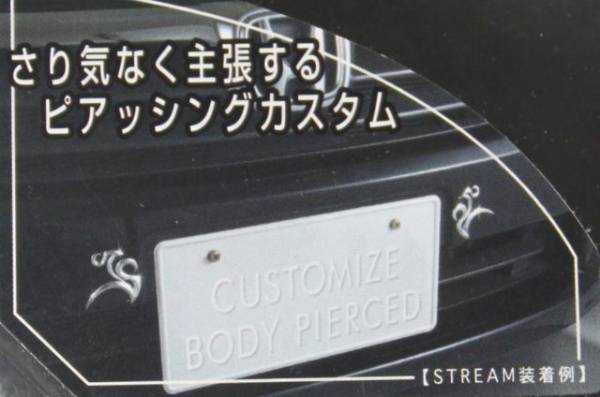 さり気なく主張する
ピアッシングカスタム
CUSTOMIZE
BODY PIERCED
【STREAM装着例】